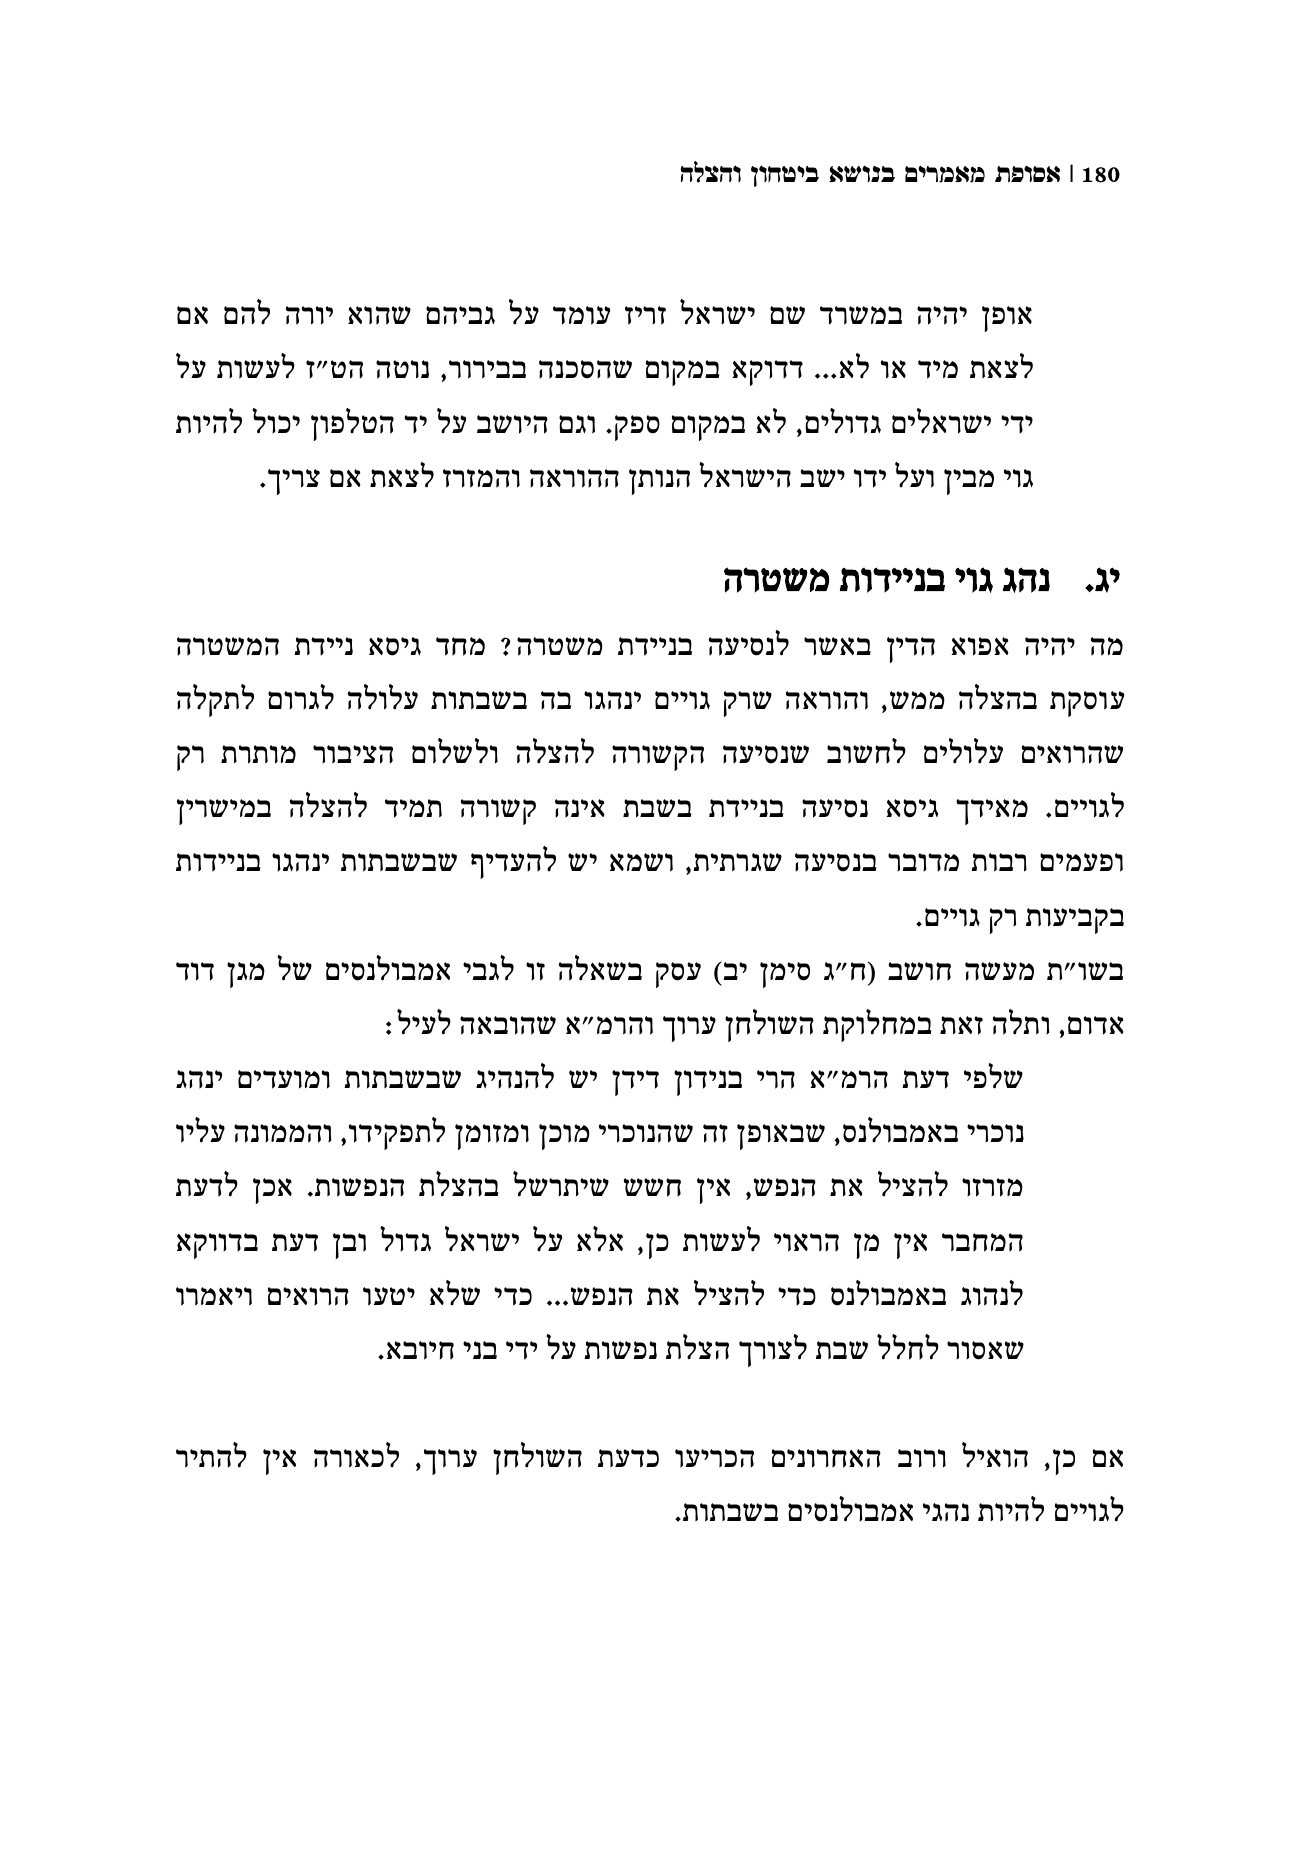 180 | אסופת מאמרים בנושא ביטחון והצלה
אופן יהיה במשרד שם ישראל זריז עומד על גביהם שהוא יורה להם אם
לצאת מיד או לא... דדוקא במקום שהסכנה בבירור, נוטה הט״ז לעשות על
ידי ישראלים גדולים, לא במקום ספק. וגם היושב על יד הטלפון יכול להיות
גוי מבין ועל ידו ישב הישראל הנותן ההוראה והמזרז לצאת אם צריך.
יג. נהג גוי בניידות משטרה
מה יהיה אפוא הדין באשר לנסיעה בניידת משטרה? מחד גיסא ניידת המשטרה
עוסקת בהצלה ממש, והוראה שרק גויים ינהגו בה בשבתות עלולה לגרום לתקלה
שהרואים עלולים לחשוב שנסיעה הקשורה להצלה ולשלום הציבור מותרת רק
לגויים. מאידך גיסא נסיעה בניידת בשבת אינה קשורה תמיד להצלה במישרין
ופעמים רבות מדובר בנסיעה שגרתית, ושמא יש להעדיף שבשבתות ינהגו בניידות
בקביעות רק גויים.
בשו״ת מעשה חושב (ח״ג סימן יב) עסק בשאלה זו לגבי אמבולנסים של מגן דוד
אדום, ותלה זאת במחלוקת השולחן ערוך והרמ״א שהובאה לעיל:
שלפי דעת הרמ״א הרי בנידון דידן יש להנהיג שבשבתות ומועדים ינהג
נוכרי באמבולנס, שבאופן זה שהנוכרי מוכן ומזומן לתפקידו, והממונה עליו
מזרזו להציל את הנפש, אין חשש שיתרשל בהצלת הנפשות. אכן לדעת
המחבר אין מן הראוי לעשות כן, אלא על ישראל גדול ובן דעת בדווקא
לנהוג באמבולנס כדי להציל את הנפש... כדי שלא יטעו הרואים ויאמרו
שאסור לחלל שבת לצורך הצלת נפשות על ידי בני חיובא.
אם כן, הואיל ורוב האחרונים הכריעו כדעת השולחן ערוך, לכאורה אין להתיר
לגויים להיות נהגי אמבולנסים בשבתות.